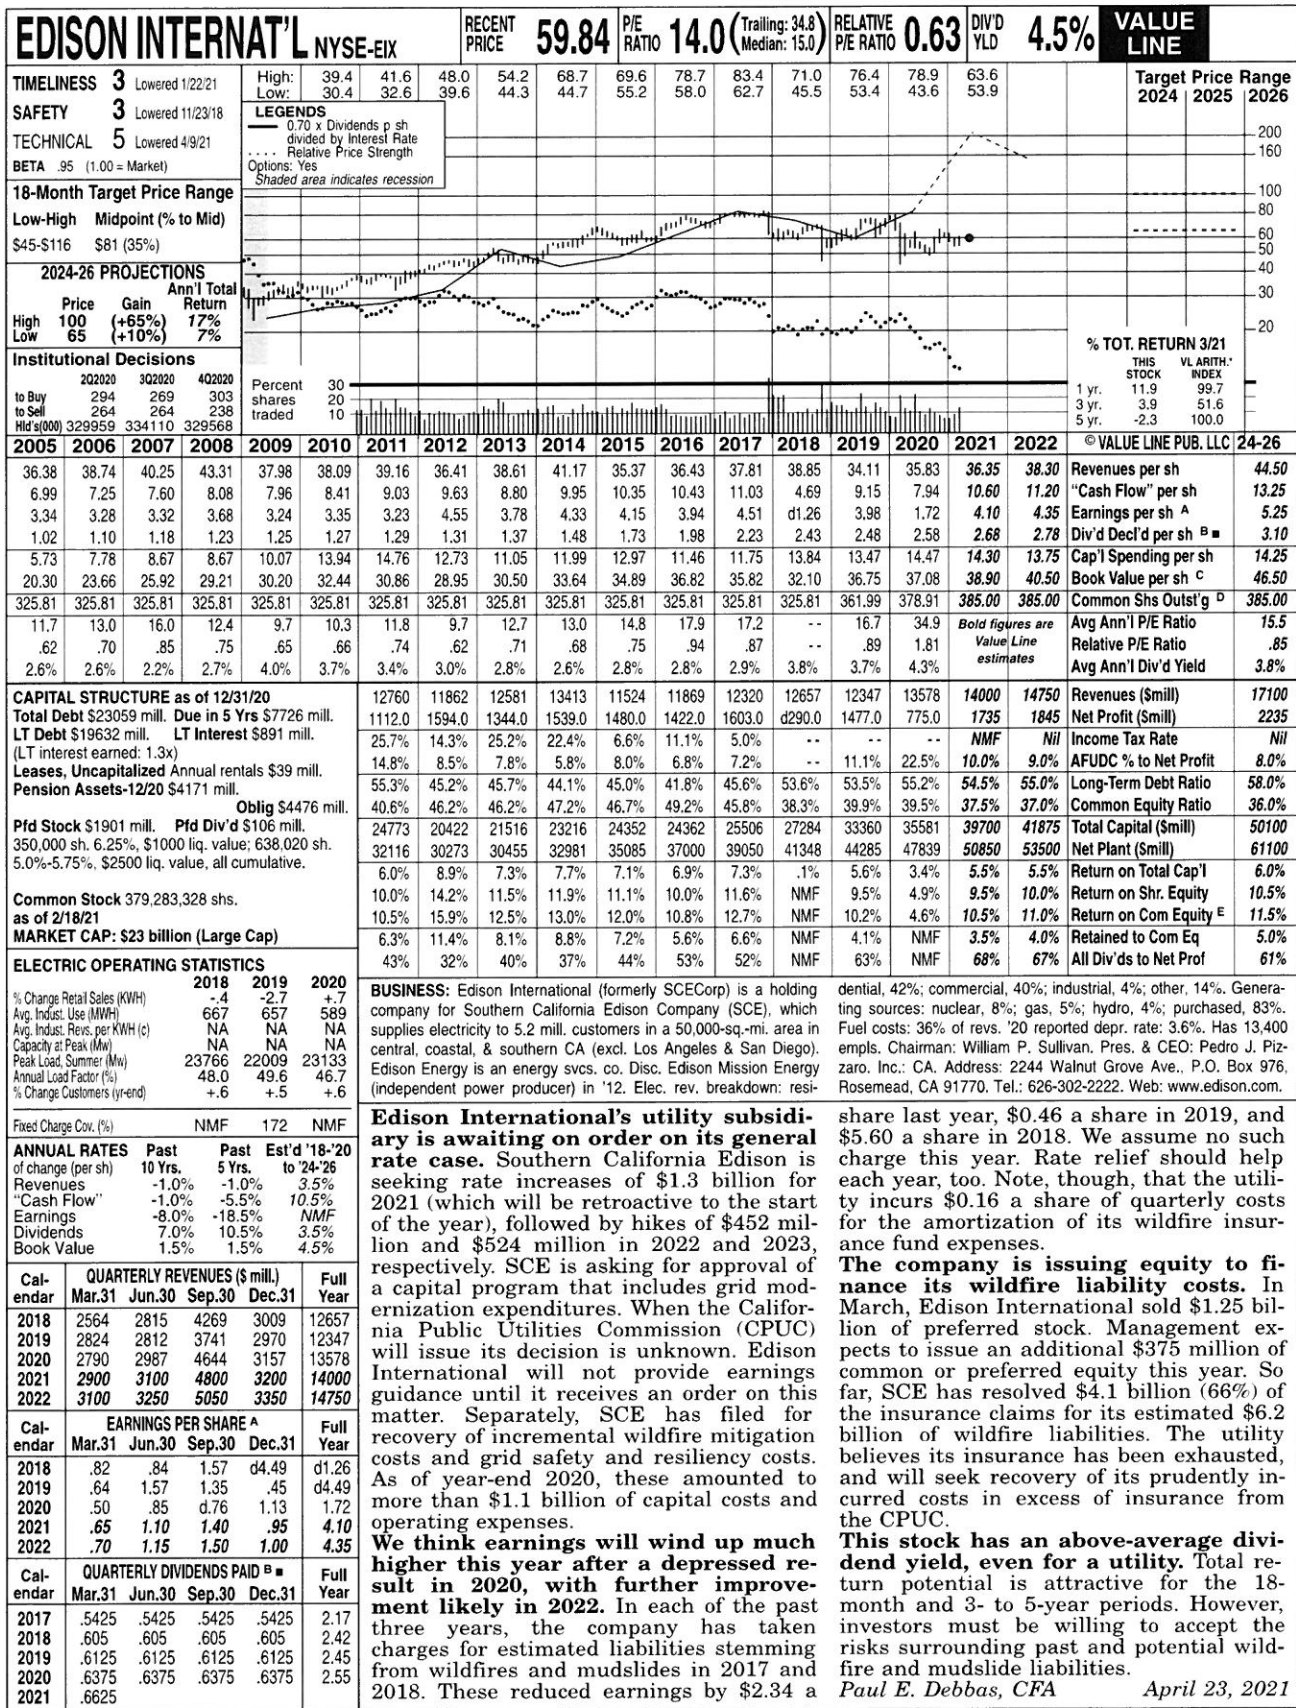 EDISON INTERNAT'L NYSE-EIX
RECENT PRICE 59.84 P/E RATIO 14.0 (Trailing: 34.8 Median: 15.0) RELATIVE P/E RATIO 0.63 DIV'D YLD 4.5% VALUE LINE
TIMELINESS 3 Lowered 1/22/21
SAFETY 3 Lowered 11/23/18
TECHNICAL 5 Lowered 4/9/21
BETA .95 (1.00 = Market)
18-Month Target Price Range
Low-High Midpoint (% to Mid)
$45-$116 $81 (35%)
2024-26 PROJECTIONS
Ann'l Total
Price Gain Return
High 100 (+65%) 17%
Low 65 (+10%) 7%
Institutional Decisions
2Q2020 3Q2020 4Q2020
to Buy 294 269 303
to Sell 264 264 238
Hld's(000) 329959 334110 329568
High: 39.4 41.6 48.0 54.2 68.7 69.6 78.7 83.4 71.0 76.4 78.9 63.6
Low: 30.4 32.6 39.6 44.3 44.7 55.2 58.0 62.7 45.5 53.4 43.6 53.9
LEGENDS
0.70 x Dividends p sh
divided by Interest Rate
. . . . Relative Price Strength
Options: Yes
Shaded area indicates recession
Target Price Range
2024 2025 2026
200
160
100
80
60
50
40
30
20
Percent 30
shares 20
traded 10
% TOT. RETURN 3/21
THIS VL ARITH.*
STOCK INDEX
1 yr. 11.9 99.7
3 yr. 3.9 51.6
5 yr. -2.3 100.0
2005 2006 2007 2008 2009 2010 2011 2012 2013 2014 2015 2016 2017 2018 2019 2020 2021 2022 © VALUE LINE PUB. LLC 24-26
36.38 38.74 40.25 43.31 37.98 38.09 39.16 36.41 38.61 41.17 35.37 36.43 37.81 38.85 34.11 35.83 36.35 38.30 Revenues per sh 44.50
6.99 7.25 7.60 8.08 7.96 8.41 9.03 9.63 8.80 9.95 10.35 10.43 11.03 4.69 9.15 7.94 10.60 11.20 "Cash Flow" per sh 13.25
3.34 3.28 3.32 3.68 3.24 3.35 3.23 4.55 3.78 4.33 4.15 3.94 4.51 d1.26 3.98 1.72 4.10 4.35 Earnings per sh A 5.25
1.02 1.10 1.18 1.23 1.25 1.27 1.29 1.31 1.37 1.48 1.73 1.98 2.23 2.43 2.48 2.58 2.68 2.78 Div'd Decl'd per sh B ■ 3.10
5.73 7.78 8.67 8.67 10.07 13.94 14.76 12.73 11.05 11.99 12.97 11.46 11.75 13.84 13.47 14.47 14.30 13.75 Cap'l Spending per sh 14.25
20.30 23.66 25.92 29.21 30.20 32.44 30.86 28.95 30.50 33.64 34.89 36.82 35.82 32.10 36.75 37.08 38.90 40.50 Book Value per sh C 46.50
325.81 325.81 325.81 325.81 325.81 325.81 325.81 325.81 325.81 325.81 325.81 325.81 325.81 325.81 361.99 378.91 385.00 385.00 Common Shs Outst'g D 385.00
11.7 13.0 16.0 12.4 9.7 10.3 11.8 9.7 12.7 13.0 14.8 17.9 17.2 -- 16.7 34.9 Bold figures are Avg Ann'l P/E Ratio 15.5
.62 .70 .85 .75 .65 .66 .74 .62 .71 .68 .75 .94 .87 -- .89 1.81 Value Line Relative P/E Ratio .85
2.6% 2.6% 2.2% 2.7% 4.0% 3.7% 3.4% 3.0% 2.8% 2.6% 2.8% 2.8% 2.9% 3.8% 3.7% 4.3% estimates Avg Ann'l Div'd Yield 3.8%
CAPITAL STRUCTURE as of 12/31/20
Total Debt $23059 mill. Due in 5 Yrs $7726 mill.
LT Debt $19632 mill. LT Interest $891 mill.
(LT interest earned: 1.3x)
Leases, Uncapitalized Annual rentals $39 mill.
Pension Assets-12/20 $4171 mill.
Oblig $4476 mill.
Pfd Stock $1901 mill. Pfd Div'd $106 mill.
350,000 sh. 6.25%, $1000 liq. value; 638,020 sh.
5.0%-5.75%, $2500 liq. value, all cumulative.
Common Stock 379,283,328 shs.
as of 2/18/21
MARKET CAP: $23 billion (Large Cap)
12760 11862 12581 13413 11524 11869 12320 12657 12347 13578 14000 14750 Revenues ($mill) 17100
1112.0 1594.0 1344.0 1539.0 1480.0 1422.0 1603.0 d290.0 1477.0 775.0 1735 1845 Net Profit ($mill) 2235
25.7% 14.3% 25.2% 22.4% 6.6% 11.1% 5.0% -- -- -- NMF Nil Income Tax Rate Nil
14.8% 8.5% 7.8% 5.8% 8.0% 6.8% 7.2% -- 11.1% 22.5% 10.0% 9.0% AFUDC % to Net Profit 8.0%
55.3% 45.2% 45.7% 44.1% 45.0% 41.8% 45.6% 53.6% 53.5% 55.2% 54.5% 55.0% Long-Term Debt Ratio 58.0%
40.6% 46.2% 46.2% 47.2% 46.7% 49.2% 45.8% 38.3% 39.9% 39.5% 37.5% 37.0% Common Equity Ratio 36.0%
24773 20422 21516 23216 24352 24362 25506 27284 33360 35581 39700 41875 Total Capital ($mill) 50100
32116 30273 30455 32981 35085 37000 39050 41348 44285 47839 50850 53500 Net Plant ($mill) 61100
6.0% 8.9% 7.3% 7.7% 7.1% 6.9% 7.3% .1% 5.6% 3.4% 5.5% 5.5% Return on Total Cap'l 6.0%
10.0% 14.2% 11.5% 11.9% 11.1% 10.0% 11.6% NMF 9.5% 4.9% 9.5% 10.0% Return on Shr. Equity 10.5%
10.5% 15.9% 12.5% 13.0% 12.0% 10.8% 12.7% NMF 10.2% 4.6% 10.5% 11.0% Return on Com Equity E 11.5%
6.3% 11.4% 8.1% 8.8% 7.2% 5.6% 6.6% NMF 4.1% NMF 3.5% 4.0% Retained to Com Eq 5.0%
43% 32% 40% 37% 44% 53% 52% NMF 63% NMF 68% 67% All Div'ds to Net Prof 61%
ELECTRIC OPERATING STATISTICS
2018 2019 2020
% Change Retail Sales (KWH) -.4 -2.7 +.7
Avg. Indust. Use (MWH) 667 657 589
Avg. Indust. Revs. per KWH (c) NA NA NA
Capacity at Peak (Mw) NA NA NA
Peak Load, Summer (Mw) 23766 22009 23133
Annual Load Factor (%) 48.0 49.6 46.7
% Change Customers (yr-end) +.6 +.5 +.6
Fixed Charge Cov. (%) NMF 172 NMF
ANNUAL RATES Past Past Est'd '18-'20
of change (per sh) 10 Yrs. 5 Yrs. to '24-'26
Revenues -1.0% -1.0% 3.5%
"Cash Flow" -1.0% -5.5% 10.5%
Earnings -8.0% -18.5% NMF
Dividends 7.0% 10.5% 3.5%
Book Value 1.5% 1.5% 4.5%
Cal- QUARTERLY REVENUES ($ mill.) Full
endar Mar.31 Jun.30 Sep.30 Dec.31 Year
2018 2564 2815 4269 3009 12657
2019 2824 2812 3741 2970 12347
2020 2790 2987 4644 3157 13578
2021 2900 3100 4800 3200 14000
2022 3100 3250 5050 3350 14750
Cal- EARNINGS PER SHARE A Full
endar Mar.31 Jun.30 Sep.30 Dec.31 Year
2018 .82 .84 1.57 d4.49 d1.26
2019 .64 1.57 1.35 .45 d4.49
2020 .50 .85 d.76 1.13 1.72
2021 .65 1.10 1.40 .95 4.10
2022 .70 1.15 1.50 1.00 4.35
Cal- QUARTERLY DIVIDENDS PAID B ■ Full
endar Mar.31 Jun.30 Sep.30 Dec.31 Year
2017 .5425 .5425 .5425 .5425 2.17
2018 .605 .605 .605 .605 2.42
2019 .6125 .6125 .6125 .6125 2.45
2020 .6375 .6375 .6375 .6375 2.55
2021 .6625
BUSINESS: Edison International (formerly SCECorp) is a holding
company for Southern California Edison Company (SCE), which
supplies electricity to 5.2 mill. customers in a 50,000-sq.-mi. area in
central, coastal, & southern CA (excl. Los Angeles & San Diego).
Edison Energy is an energy svcs. co. Disc. Edison Mission Energy
(independent power producer) in '12. Elec. rev. breakdown: resi-
dential, 42%; commercial, 40%; industrial, 4%; other, 14%. Genera-
ting sources: nuclear, 8%; gas, 5%; hydro, 4%; purchased, 83%.
Fuel costs: 36% of revs. '20 reported depr. rate: 3.6%. Has 13,400
empls. Chairman: William P. Sullivan. Pres. & CEO: Pedro J. Piz-
zaro. Inc.: CA. Address: 2244 Walnut Grove Ave., P.O. Box 976,
Rosemead, CA 91770. Tel.: 626-302-2222. Web: www.edison.com.
Edison International's utility subsidi-
ary is awaiting on order on its general
rate case. Southern California Edison is
seeking rate increases of $1.3 billion for
2021 (which will be retroactive to the start
of the year), followed by hikes of $452 mil-
lion and $524 million in 2022 and 2023,
respectively. SCE is asking for approval of
a capital program that includes grid mod-
ernization expenditures. When the Califor-
nia Public Utilities Commission (CPUC)
will issue its decision is unknown. Edison
International will not provide earnings
guidance until it receives an order on this
matter. Separately, SCE has filed for
recovery of incremental wildfire mitigation
costs and grid safety and resiliency costs.
As of year-end 2020, these amounted to
more than $1.1 billion of capital costs and
operating expenses.
We think earnings will wind up much
higher this year after a depressed re-
sult in 2020, with further improve-
ment likely in 2022. In each of the past
three years, the company has taken
charges for estimated liabilities stemming
from wildfires and mudslides in 2017 and
2018. These reduced earnings by $2.34 a
share last year, $0.46 a share in 2019, and
$5.60 a share in 2018. We assume no such
charge this year. Rate relief should help
each year, too. Note, though, that the utili-
ty incurs $0.16 a share of quarterly costs
for the amortization of its wildfire insur-
ance fund expenses.
The company is issuing equity to fi-
nance its wildfire liability costs. In
March, Edison International sold $1.25 bil-
lion of preferred stock. Management ex-
pects to issue an additional $375 million of
common or preferred equity this year. So
far, SCE has resolved $4.1 billion (66%) of
the insurance claims for its estimated $6.2
billion of wildfire liabilities. The utility
believes its insurance has been exhausted,
and will seek recovery of its prudently in-
curred costs in excess of insurance from
the CPUC.
This stock has an above-average divi-
dend yield, even for a utility. Total re-
turn potential is attractive for the 18-
month and 3- to 5-year periods. However,
investors must be willing to accept the
risks surrounding past and potential wild-
fire and mudslide liabilities.
Paul E. Debbas, CFA April 23, 2021